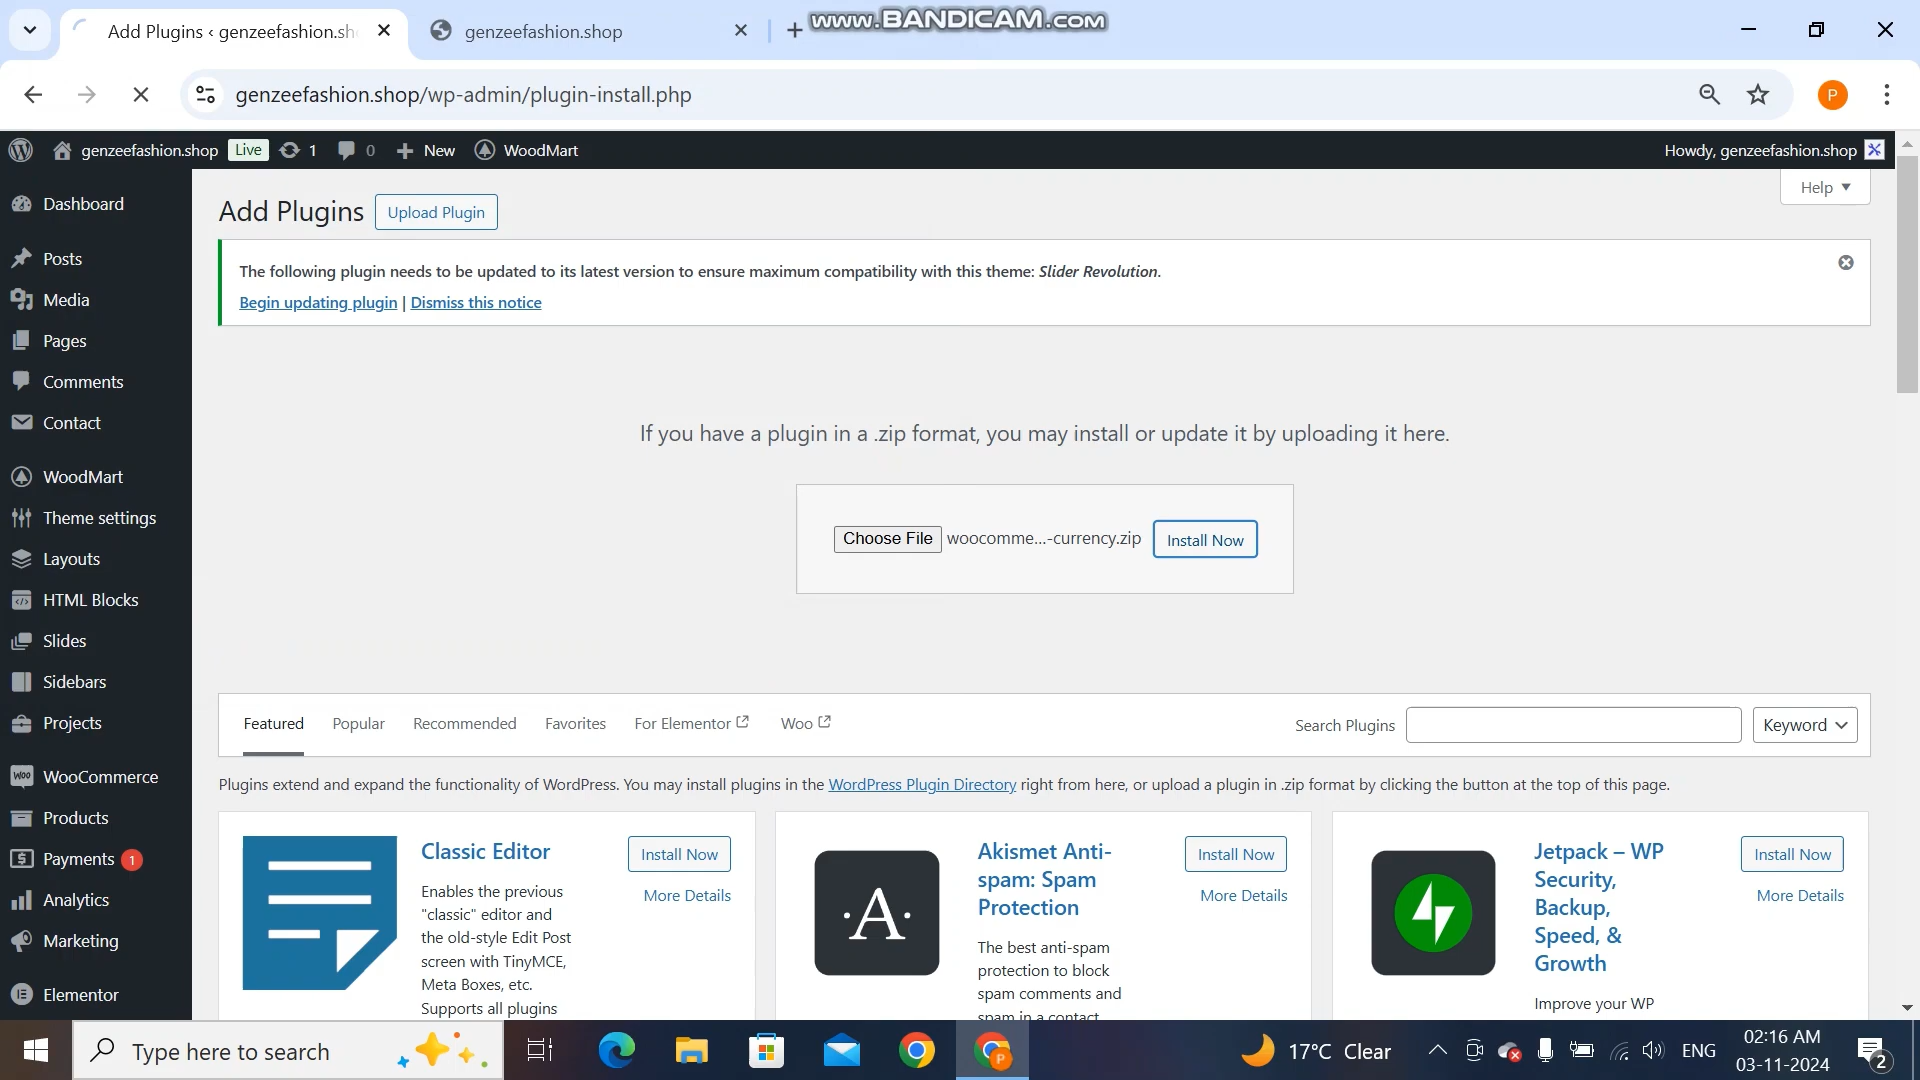 www.BANDICAM.com
Add Plugins ‹ genzeefashion.sh
genzeefashion.shop
genzeefashion.shop/wp-admin/plugin-install.php
P
genzeefashion.shop Live 1 0 New WoodMart
Howdy, genzeefashion.shop
Help
Dashboard
Posts
Media
Pages
Comments
Contact
WoodMart
Theme settings
Layouts
HTML Blocks
Slides
Sidebars
Projects
WooCommerce
Products
Payments 1
Analytics
Marketing
Elementor
Add Plugins Upload Plugin
The following plugin needs to be updated to its latest version to ensure maximum compatibility with this theme: Slider Revolution.
Begin updating plugin | Dismiss this notice
If you have a plugin in a .zip format, you may install or update it by uploading it here.
Choose File woocomme...-currency.zip Install Now
Featured Popular Recommended Favorites For Elementor Woo
Search Plugins Keyword
Plugins extend and expand the functionality of WordPress. You may install plugins in the WordPress Plugin Directory right from here, or upload a plugin in .zip format by clicking the button at the top of this page.
Classic Editor
Install Now
More Details
Enables the previous
"classic" editor and
the old-style Edit Post
screen with TinyMCE,
Meta Boxes, etc.
Supports all plugins
·A·
Akismet Anti-
spam: Spam
Protection
Install Now
More Details
The best anti-spam
protection to block
spam comments and
spam in a contact
Jetpack – WP
Security,
Backup,
Speed, &
Growth
Install Now
More Details
Improve your WP
Type here to search
P
17°C Clear
ENG
02:16 AM
03-11-2024
2